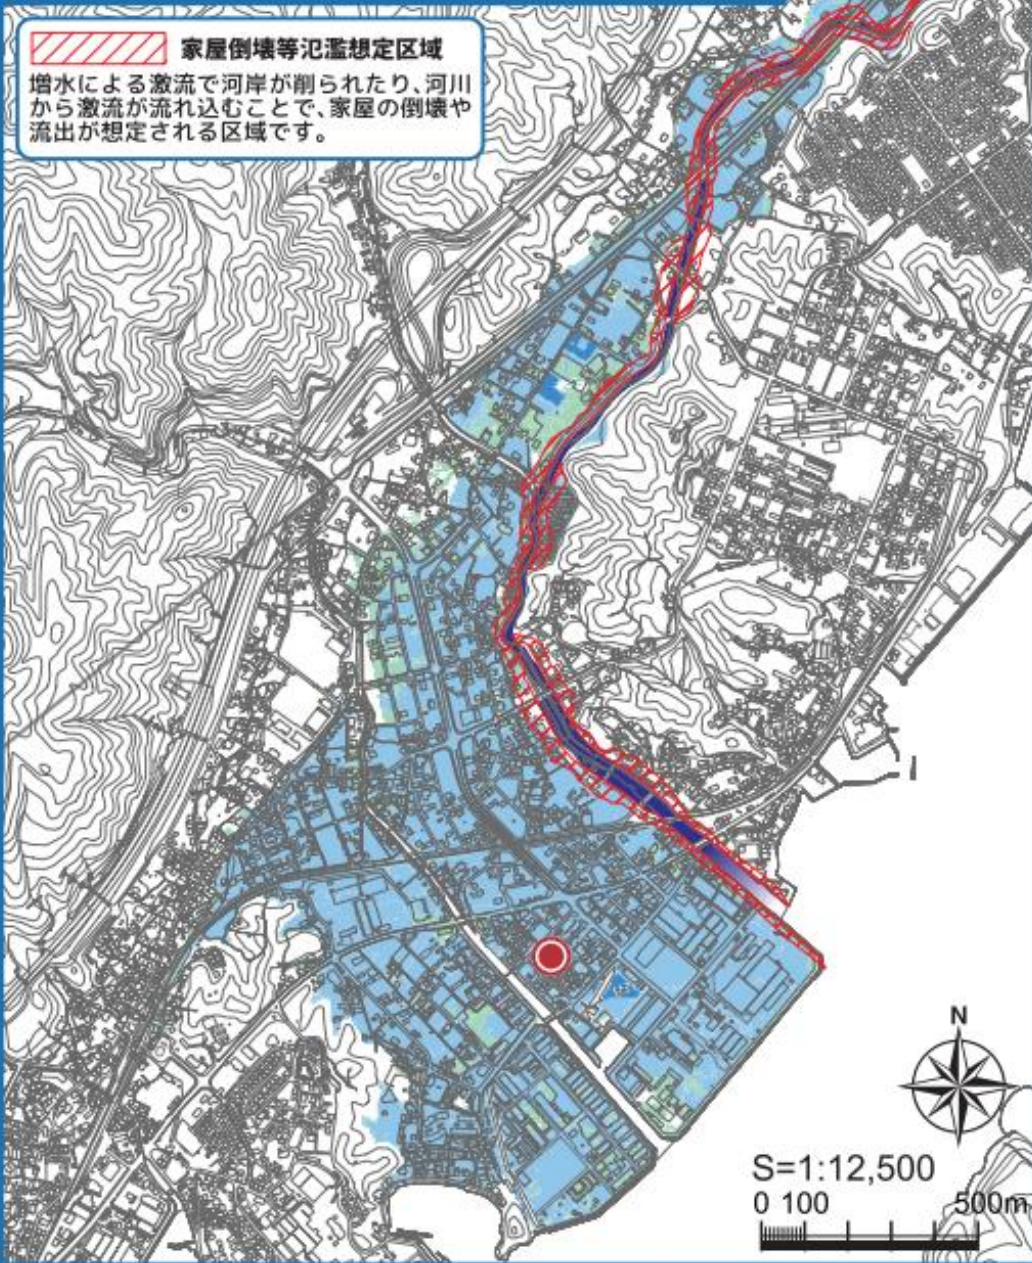 家屋倒壊等氾濫想定区域
増水による激流で河岸が削られたり、河川
から激流が流れ込むことで、家屋の倒壊や
流出が想定される区域です。
N
S=1:12,500
0 100 500m